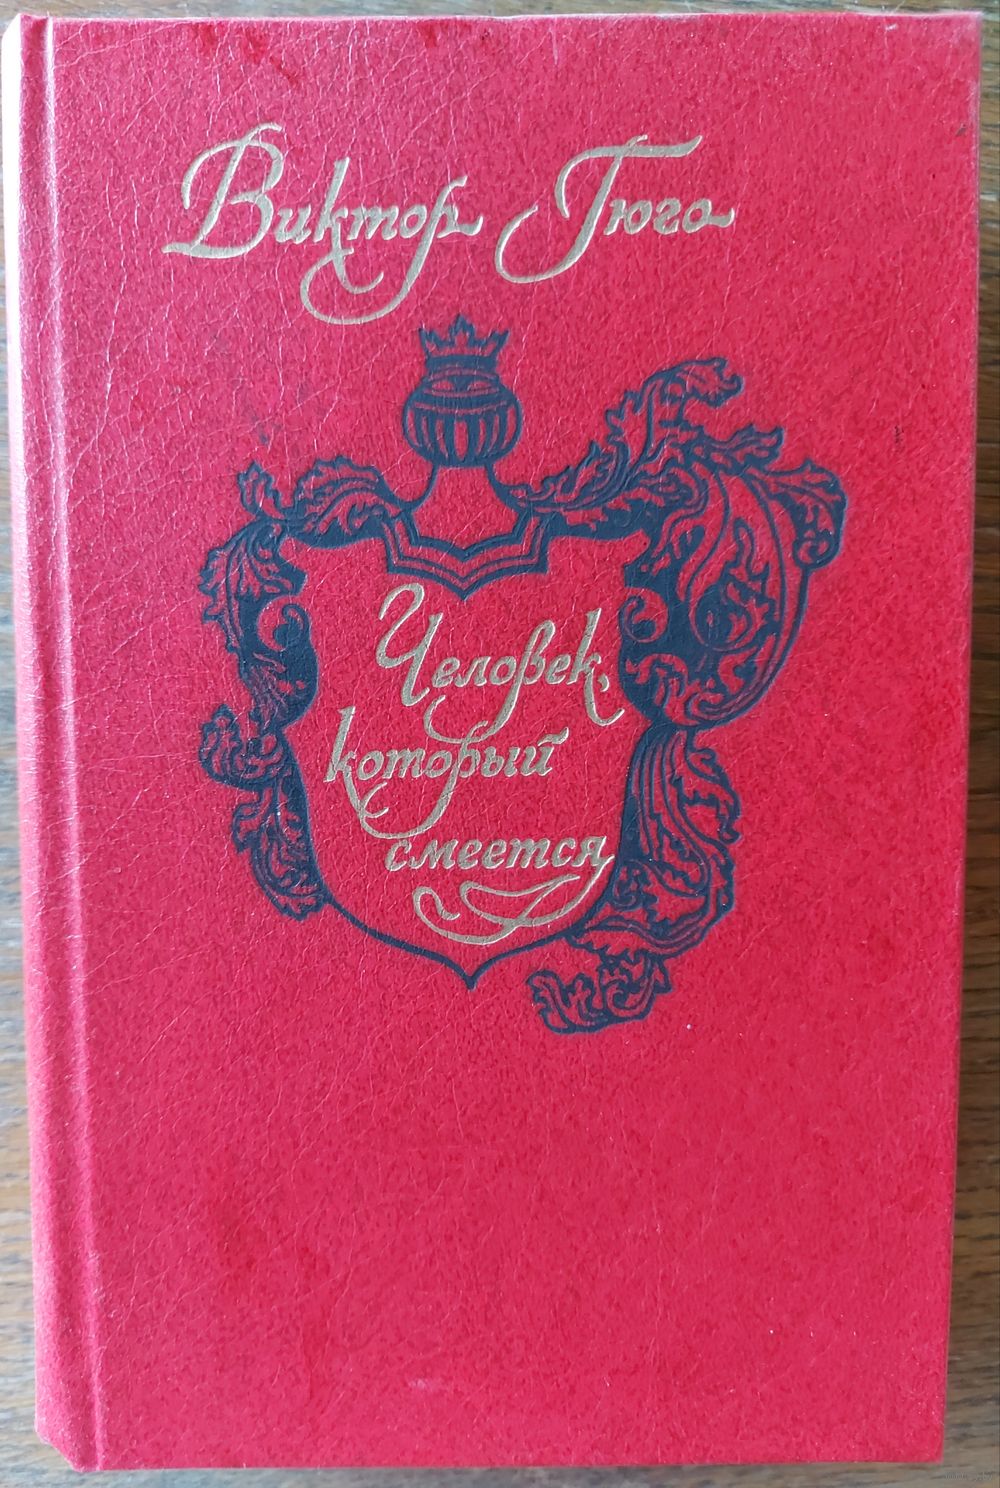 Виктор Гюго
Человек,
который
смеется